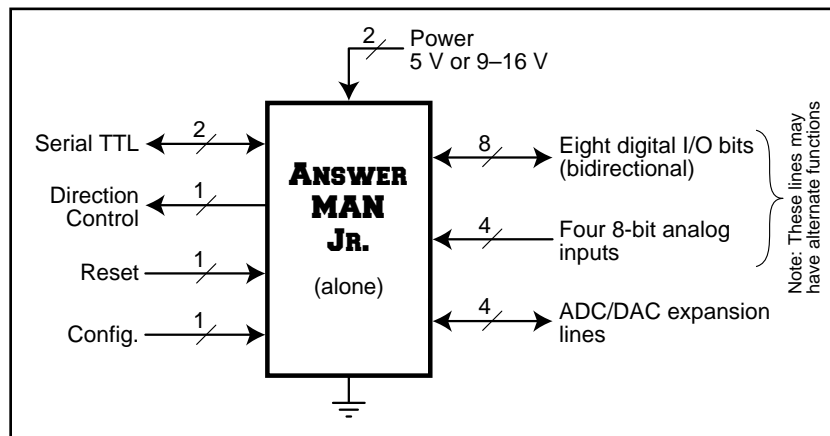 2
Power
5 V or 9–16 V
Serial TTL
2
Direction
Control
1
Reset
1
Config.
1
ANSWER
MAN
JR.
(alone)
8
Eight digital I/O bits
(bidirectional)
4
Four 8-bit analog
inputs
4
ADC/DAC expansion
lines
Note: These lines may
have alternate functions